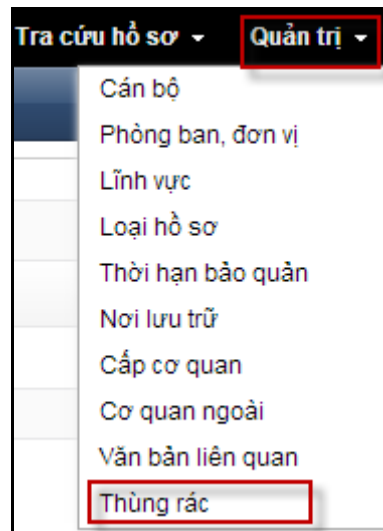 Tra cứu hồ sơ Quản trị
Cán bộ
Phòng ban, đơn vị
Lĩnh vực
Loại hồ sơ
Thời hạn bảo quản
Nơi lưu trữ
Cấp cơ quan
Cơ quan ngoài
Văn bản liên quan
Thùng rác